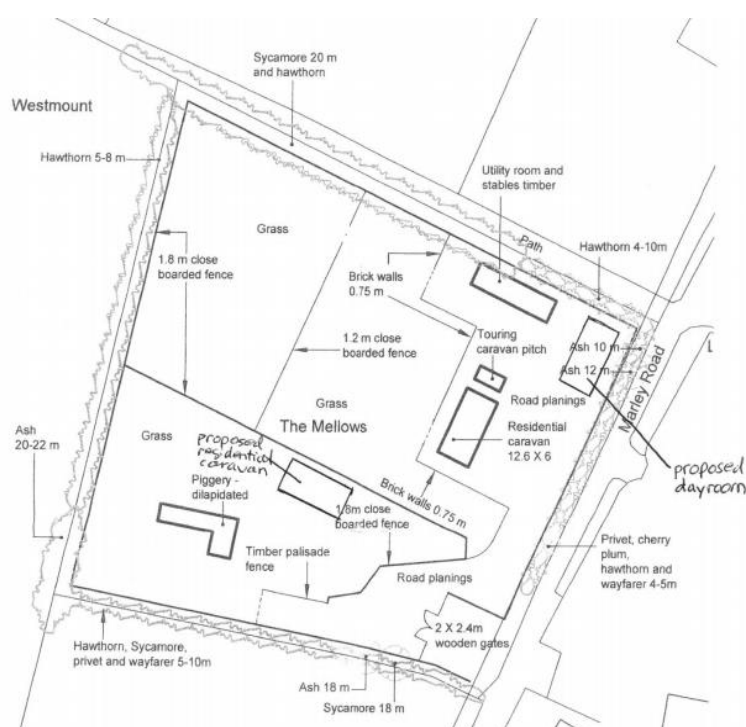 Sycamore 20 m
and hawthorn
Westmount
Hawthorn 5-8 m
Utility room and
stables timber
Path
Hawthorn 4-10m
Grass
1.8 m close
boarded fence
Brick walls
0.75 m
Touring
caravan pitch
Ash 10 m
Ash 12 m
L
1.2 m close
boarded fence
Marley Road
Road planings
Grass
The Mellows
Residential
caravan
12.6 X 6
Ash
20-22 m
Grass
proposed
residential
caravan
proposed
dayroom
Piggery -
dilapidated
Brick walls 0.75 m
1.8m close
boarded fence
Privet, cherry
plum,
hawthorn and
wayfarer 4-5m
Timber palisade
fence
Road planings
2 X 2.4m
wooden gates
Hawthorn, Sycamore,
privet and wayfarer 5-10m
Ash 18 m
Sycamore 18 m